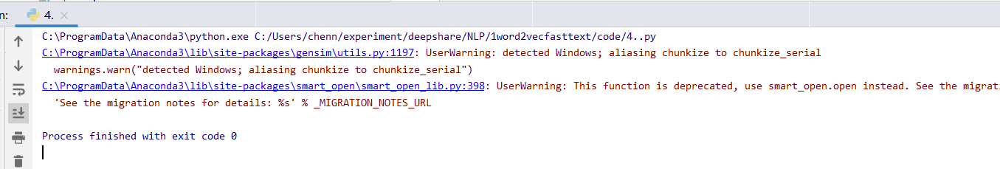 n:
4.
C:\ProgramData\Anaconda3\python.exe C:/Users/chenn/experiment/deepshare/NLP/1word2vecfasttext/code/4..py
C:\ProgramData\Anaconda3\lib\site-packages\gensim\utils.py:1197: UserWarning: detected Windows; aliasing chunkize to chunkize_serial
warnings.warn("detected Windows; aliasing chunkize to chunkize_serial")
C:\ProgramData\Anaconda3\lib\site-packages\smart_open\smart_open_lib.py:398: UserWarning: This function is deprecated, use smart_open.open instead. See the migrati
'See the migration notes for details: %s' % _MIGRATION_NOTES_URL
Process finished with exit code 0